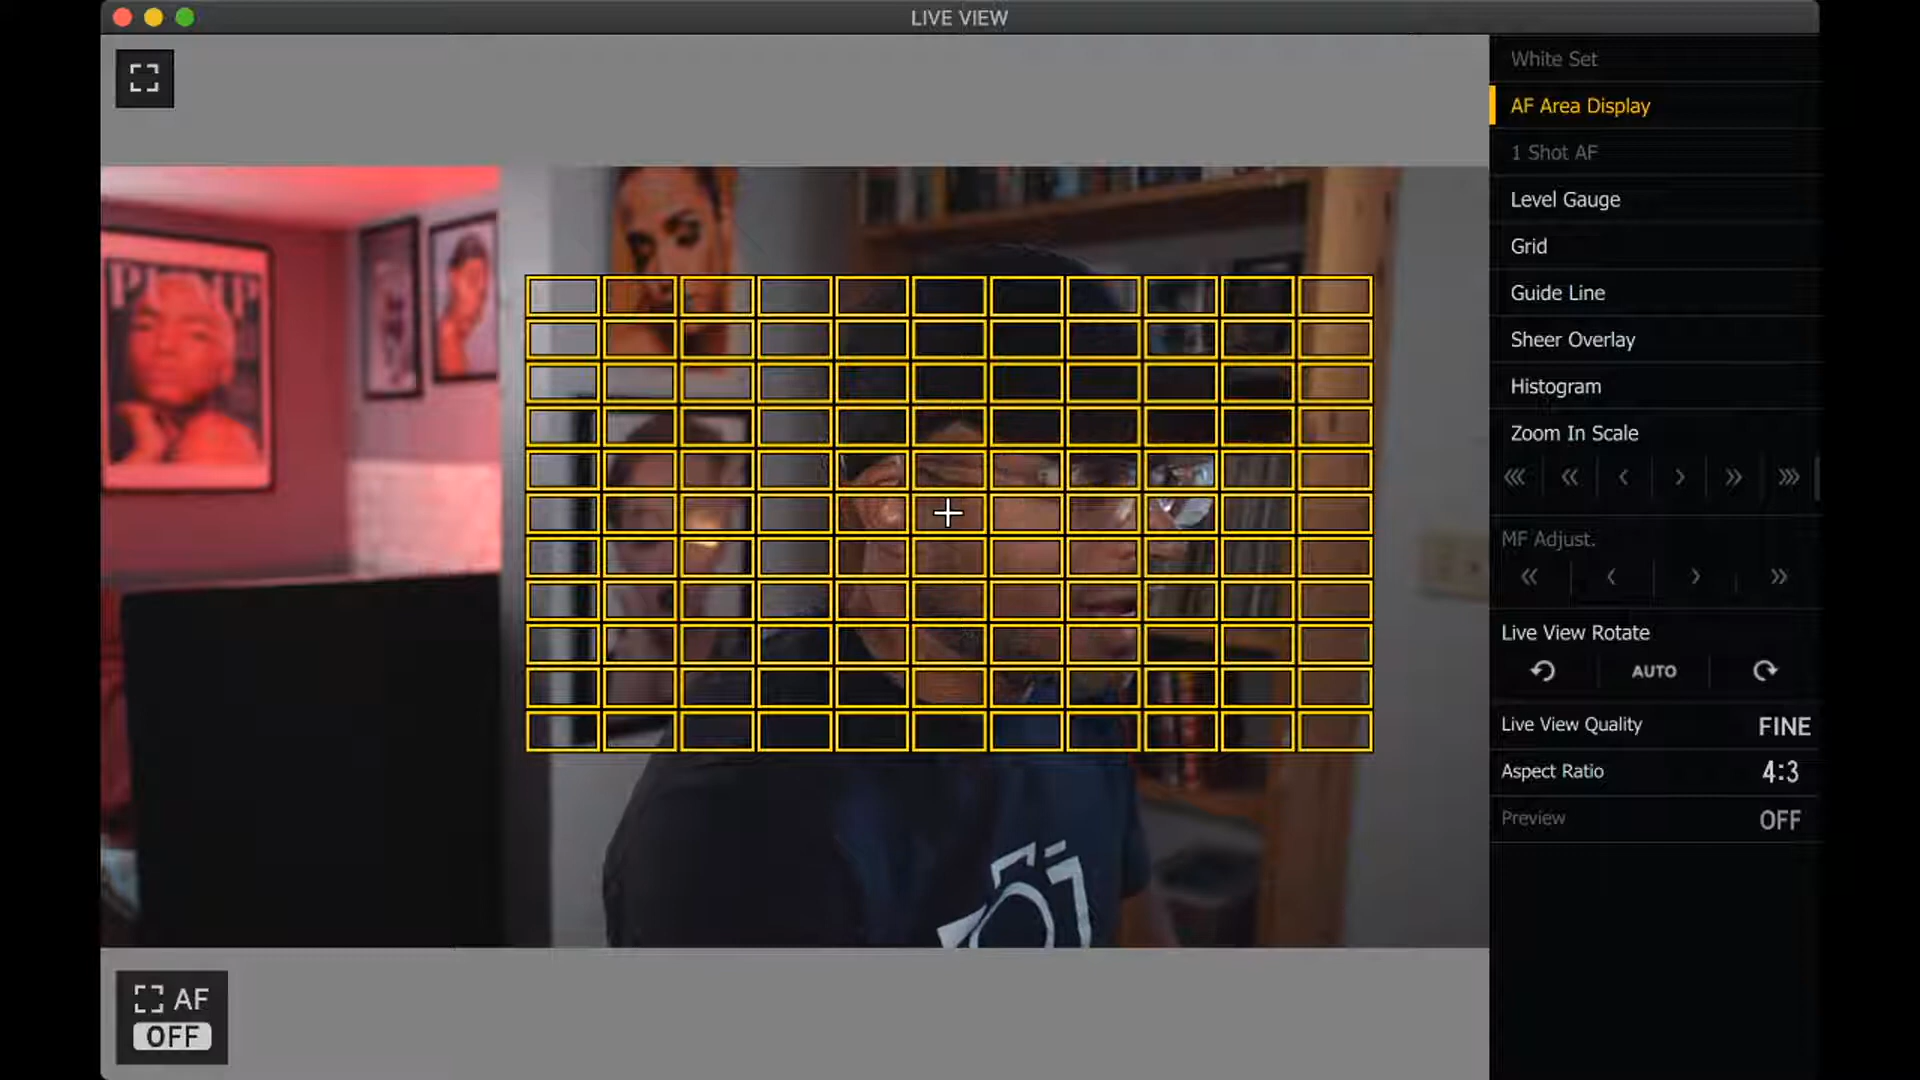 LIVE VIEW
White Set
AF Area Display
1 Shot AF
Level Gauge
Grid
Guide Line
Sheer Overlay
Histogram
Zoom In Scale
MF Adjust.
Live View Rotate
AUTO
Live View Quality FINE
Aspect Ratio 4:3
Preview OFF
AF
OFF